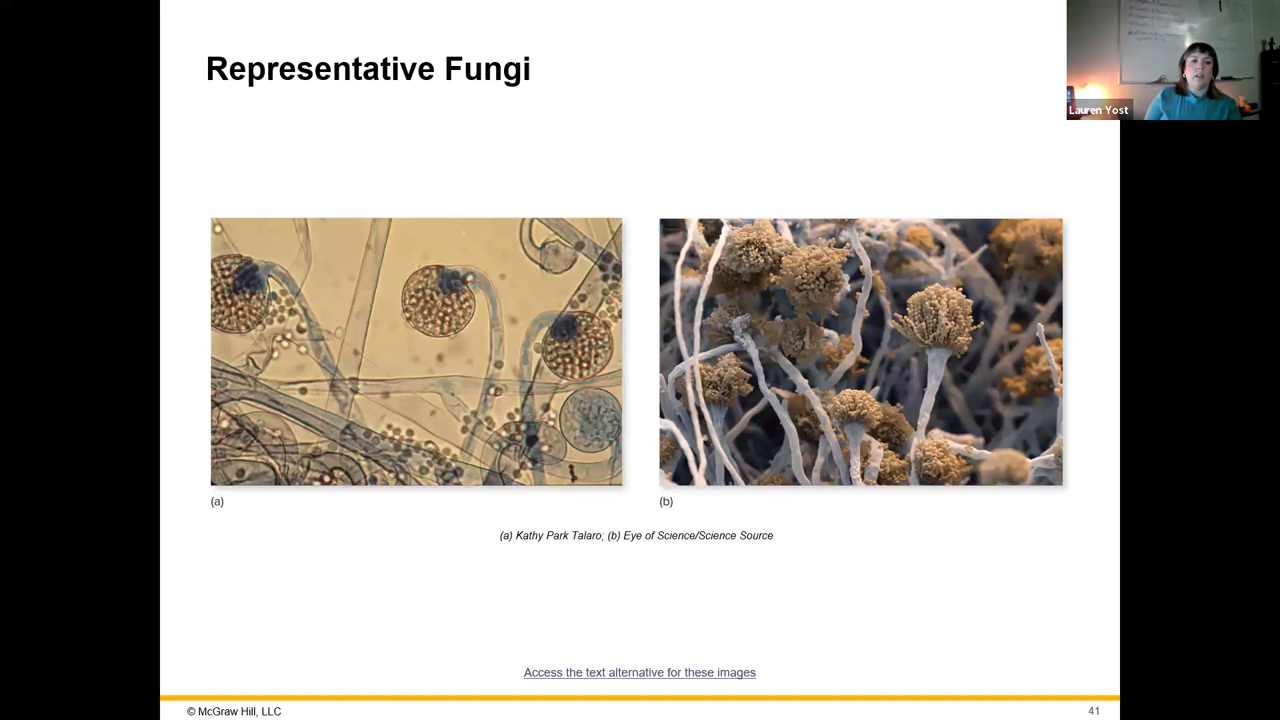 Representative Fungi
Lauren Yost
(a)
(b)
(a) Kathy Park Talaro; (b) Eye of Science/Science Source
Access the text alternative for these images
© McGraw Hill, LLC
41